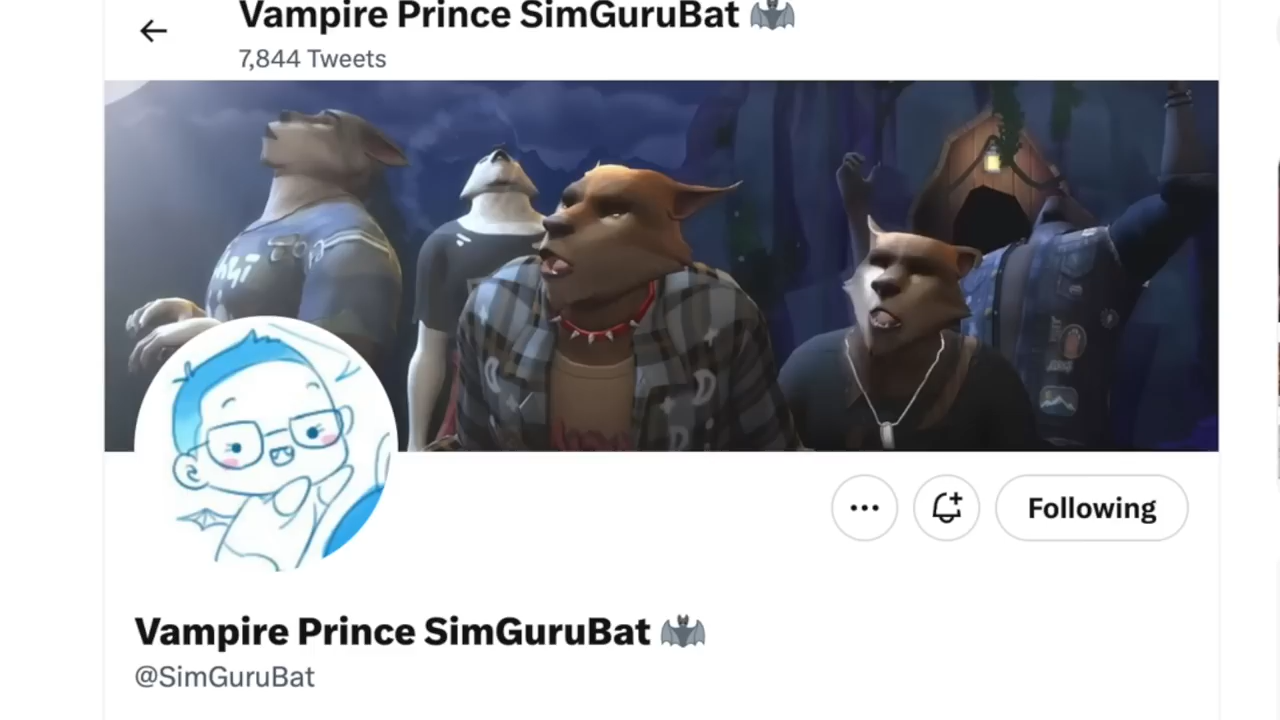 Vampire Prince SimGuruBat 🦇
7,844 Tweets
Following
Vampire Prince SimGuruBat 🦇
@SimGuruBat